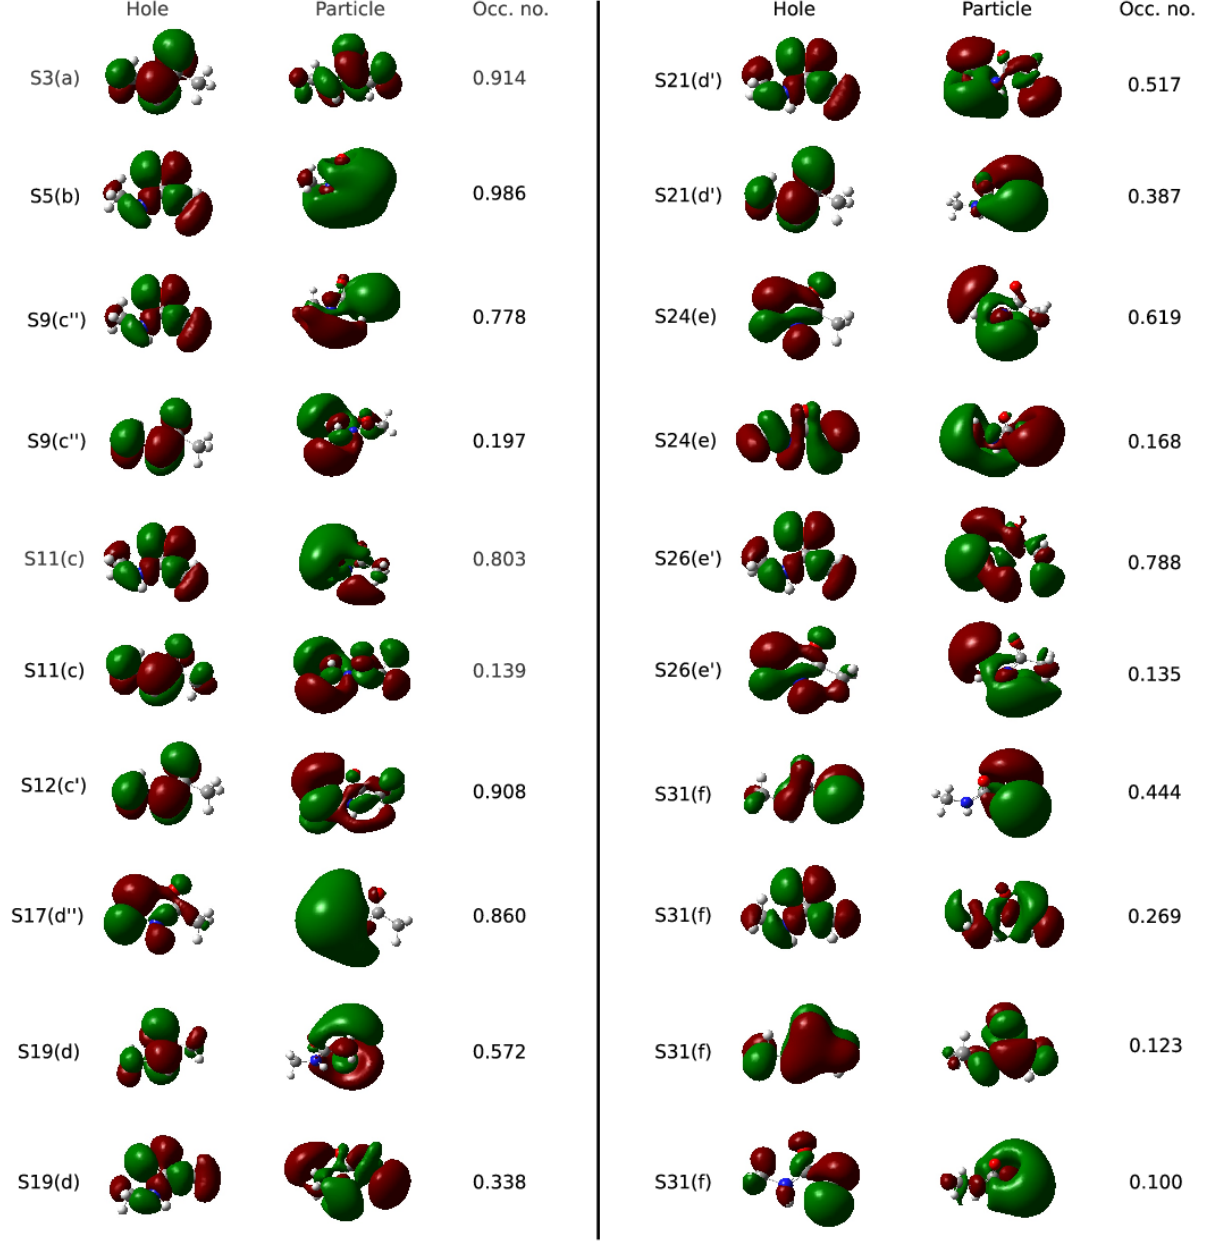 Hole Particle Occ. no.
S3(a) 0.914
S5(b) 0.986
S9(c'') 0.778
S9(c'') 0.197
S11(c) 0.803
S11(c) 0.139
S12(c') 0.908
S17(d'') 0.860
S19(d) 0.572
S19(d) 0.338
Hole Particle Occ. no.
S21(d') 0.517
S21(d') 0.387
S24(e) 0.619
S24(e) 0.168
S26(e') 0.788
S26(e') 0.135
S31(f) 0.444
S31(f) 0.269
S31(f) 0.123
S31(f) 0.100